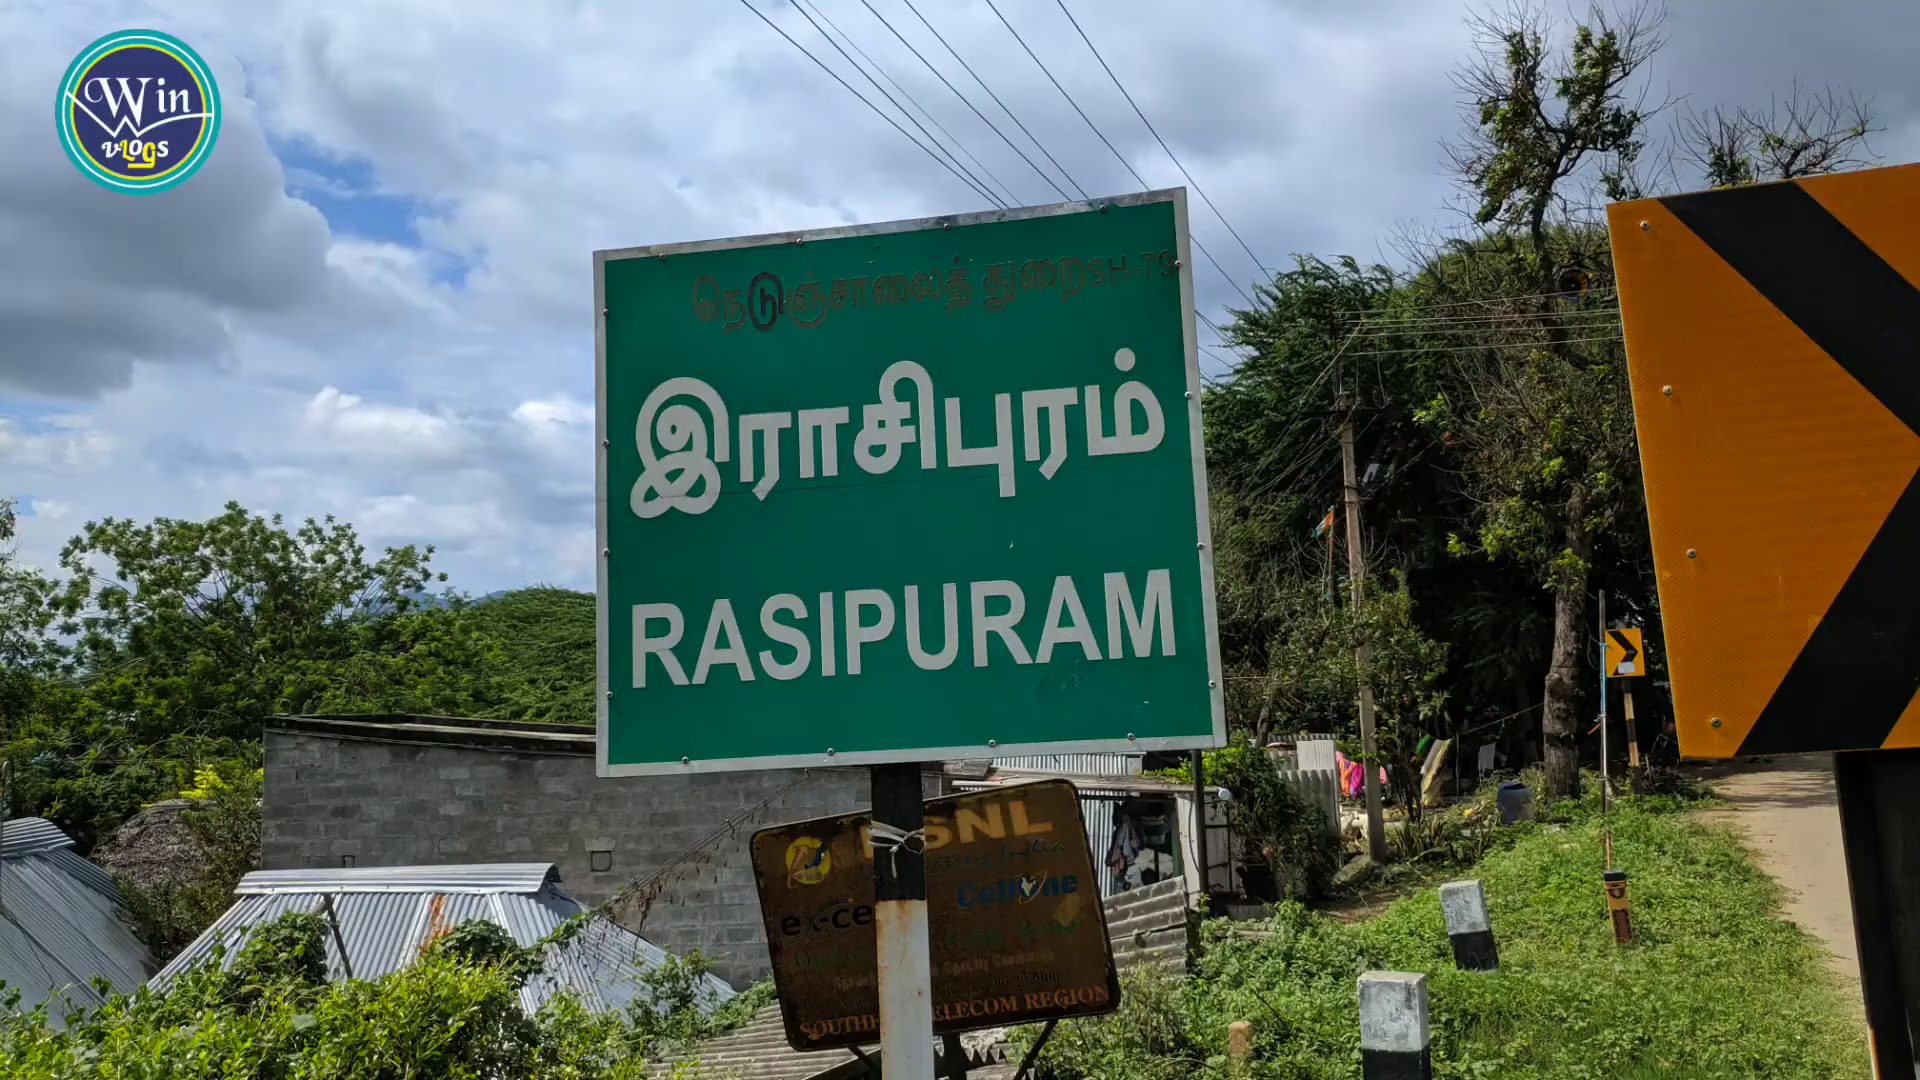 Win
vLogs
நெடுஞ்சாலைத் துறை SH-79
இராசிபுரம்
RASIPURAM
BSNL
CellOne
SOUTHERN TELECOM REGION